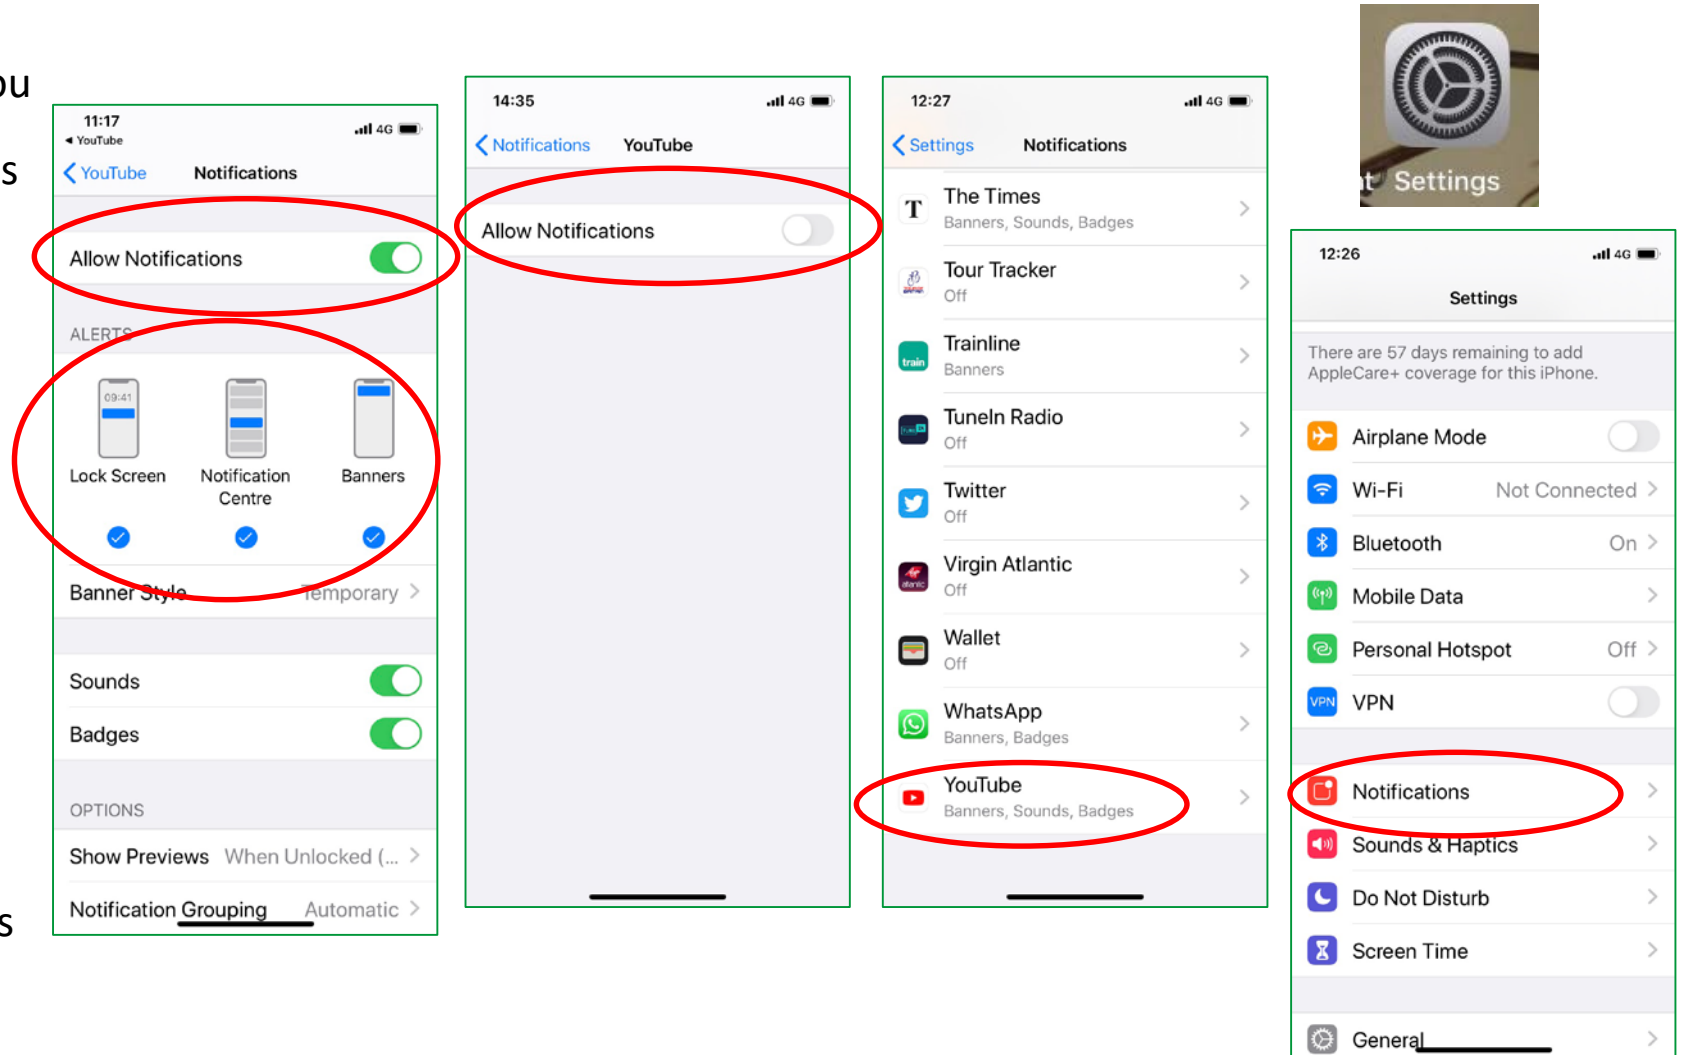 ou
s
s
11:17
4G
◄ YouTube
YouTube
Notifications
Allow Notifications
ALERTS
09:41
Lock Screen
Notification
Centre
Banners
Banner Style
Temporary
Sounds
Badges
OPTIONS
Show Previews
When Unlocked (...
Notification Grouping
Automatic
14:35
4G
Notifications
YouTube
Allow Notifications
12:27
4G
Settings
Notifications
T
The Times
Banners, Sounds, Badges
Tour Tracker
Off
train
Trainline
Banners
TuneIn Radio
Off
Twitter
Off
atlantic
Virgin Atlantic
Off
Wallet
Off
WhatsApp
Banners, Badges
YouTube
Banners, Sounds, Badges
t
Settings
12:26
4G
Settings
There are 57 days remaining to add
AppleCare+ coverage for this iPhone.
Airplane Mode
Wi-Fi
Not Connected
Bluetooth
On
Mobile Data
Personal Hotspot
Off
VPN
VPN
Notifications
Sounds & Haptics
Do Not Disturb
Screen Time
General